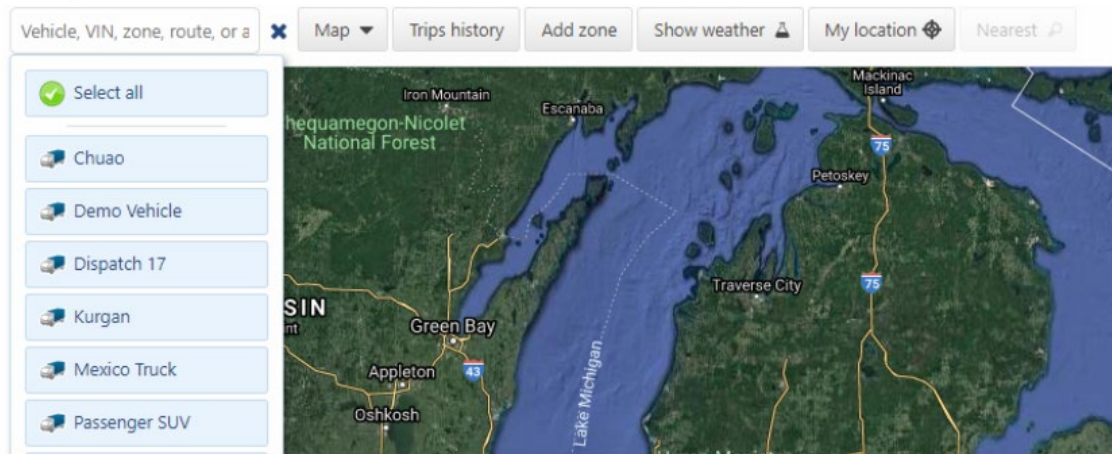 Vehicle, VIN, zone, route, or a
Map
Trips history
Add zone
Show weather
My location
Nearest
Select all
Chuao
Demo Vehicle
Dispatch 17
Kurgan
Mexico Truck
Passenger SUV
Mackinac
Island
Iron Mountain
Escanaba
hequamegon-Nicolet
National Forest
75
Petoskey
Traverse City
75
SIN
nt
Green Bay
Appleton
43
Oshkosh
Lake Michigan